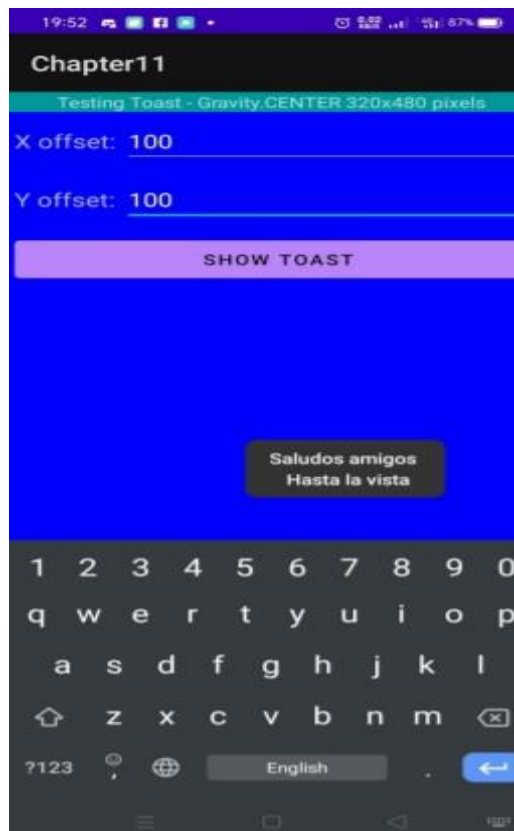 19:52 87%
Chapter11
Testing Toast - Gravity,CENTER 320x480 pixels
X offset: 100
Y offset: 100
SHOW TOAST
Saludos amigos
Hasta la vista
1 2 3 4 5 6 7 8 9 0
q w e r t y u i o p
a s d f g h j k l
z x c v b n m
?123 , English .